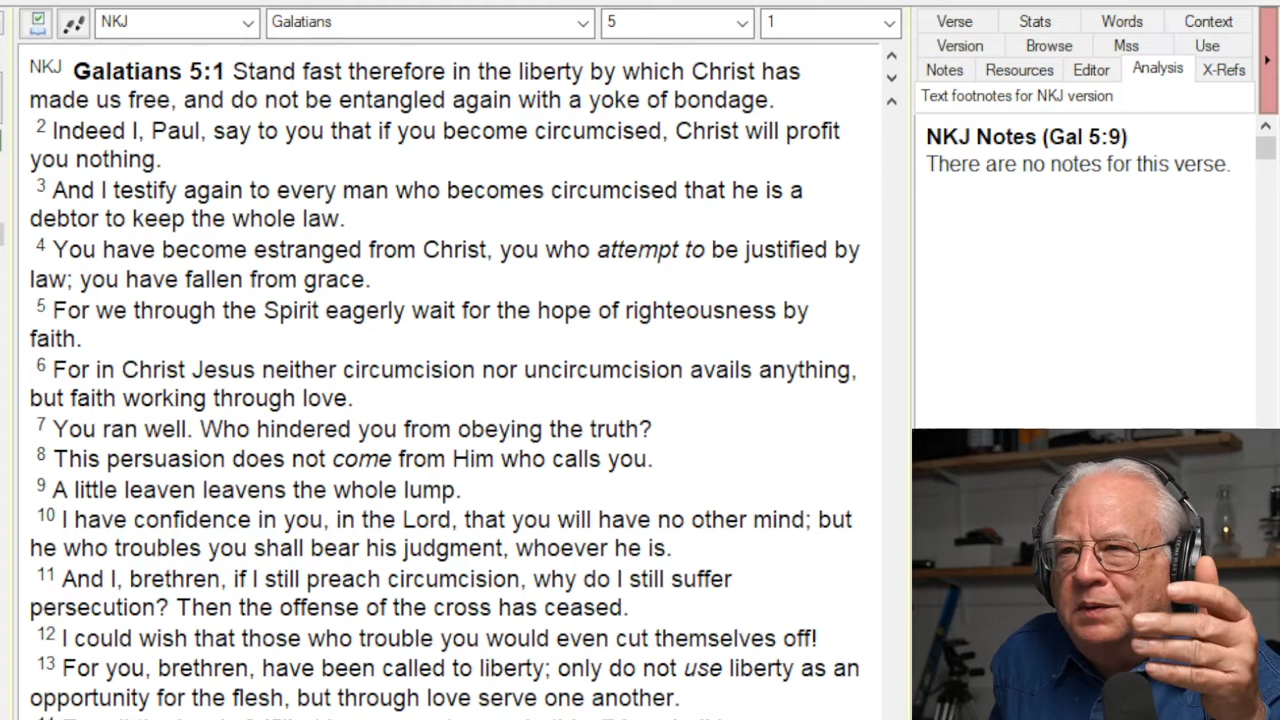 NKJ Galatians 5 1
Verse Stats Words Context
Version Browse Mss Use
Notes Resources Editor Analysis X-Refs
Text footnotes for NKJ version
NKJ Galatians 5:1 Stand fast therefore in the liberty by which Christ has
made us free, and do not be entangled again with a yoke of bondage.
2 Indeed I, Paul, say to you that if you become circumcised, Christ will profit
you nothing.
3 And I testify again to every man who becomes circumcised that he is a
debtor to keep the whole law.
4 You have become estranged from Christ, you who attempt to be justified by
law; you have fallen from grace.
5 For we through the Spirit eagerly wait for the hope of righteousness by
faith.
6 For in Christ Jesus neither circumcision nor uncircumcision avails anything,
but faith working through love.
7 You ran well. Who hindered you from obeying the truth?
8 This persuasion does not come from Him who calls you.
9 A little leaven leavens the whole lump.
10 I have confidence in you, in the Lord, that you will have no other mind; but
he who troubles you shall bear his judgment, whoever he is.
11 And I, brethren, if I still preach circumcision, why do I still suffer
persecution? Then the offense of the cross has ceased.
12 I could wish that those who trouble you would even cut themselves off!
13 For you, brethren, have been called to liberty; only do not use liberty as an
opportunity for the flesh, but through love serve one another.
NKJ Notes (Gal 5:9)
There are no notes for this verse.